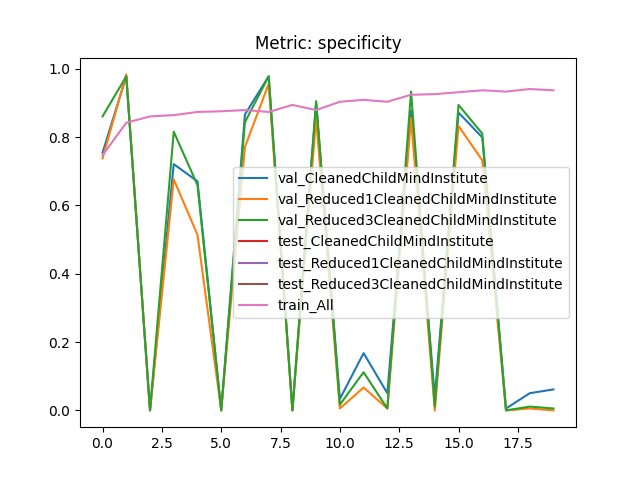 Metric: specificity
1.0
0.8
0.6
0.4
0.2
0.0
val_CleanedChildMindInstitute
val_Reduced1CleanedChildMindInstitute
val_Reduced3CleanedChildMindInstitute
test_CleanedChildMindInstitute
test_Reduced1CleanedChildMindInstitute
test_Reduced3CleanedChildMindInstitute
train_All
0.0 2.5 5.0 7.5 10.0 12.5 15.0 17.5